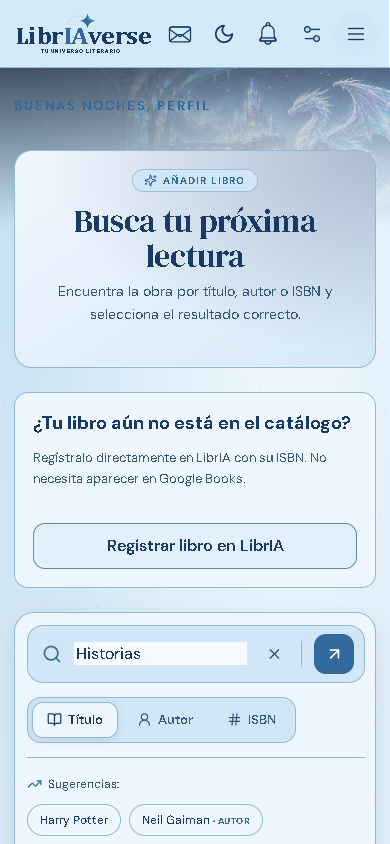 LibrIAverse
TU UNIVERSO LITERARIO
BUENAS NOCHES, PERFIL
AÑADIR LIBRO
Busca tu próxima
lectura
Encuentra la obra por título, autor o ISBN y
selecciona el resultado correcto.
¿Tu libro aún no está en el catálogo?
Regístralo directamente en LibrIA con su ISBN. No
necesita aparecer en Google Books.
Registrar libro en LibrIA
Historias
Título Autor ISBN
Sugerencias:
Harry Potter Neil Gaiman · AUTOR